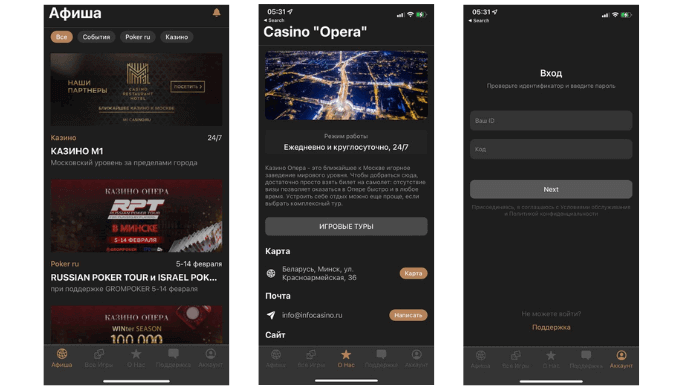 Афиша
Все
События
Poker ru
Казино
НАШИ
ПАРТНЕРЫ
CASINO
RESTAURANT
HOTEL
ПОСЕТИТЬ
БЛИЖАЙШЕЕ КАЗИНО К МОСКВЕ
M1-CASINO.RU
Казино
24/7
КАЗИНО М1
Московский уровень за пределами города
КАЗИНО ОПЕРА
RPT
RUSSIAN POKER TOUR
В МИНСКЕ
5-14 ФЕВРАЛЯ
Poker ru
5-14 февраля
RUSSIAN POKER TOUR и ISRAEL POK...
при поддержке GROMPOKER 5-14 февраля
КАЗИНО ОПЕРА
WINter SEASON
100 000
Афиша
Все Игры
О Нас
Поддержка
Аккаунт
05:31
Search
Casino "Opera"
Режим работы
Ежедневно и круглосуточно, 24/7
Казино Опера - это ближайшее к Москве игорное
заведение мирового уровня. Чтобы добраться сюда,
достаточно просто взять билет на самолет: отсутствие
визы позволяет оказаться в Опере быстро и в любое
время. Устроить себе отдых можно еще проще, если
выбрать комплексный тур.
ИГРОВЫЕ ТУРЫ
Карта
Беларусь, Минск, ул.
Красноармейская, 36
Карта
Почта
info@infocasino.ru
Написать
Сайт
Афиша
Все Игры
О Нас
Поддержка
Аккаунт
05:31
Search
Вход
Проверьте идентификатор и введите пароль
Ваш ID
Код
Next
Присоединяясь, я соглашаюсь с Условиями обслуживания
и Политикой конфиденциальности
Не можете войти?
Поддержка
Афиша
Все Игры
О Нас
Поддержка
Аккаунт